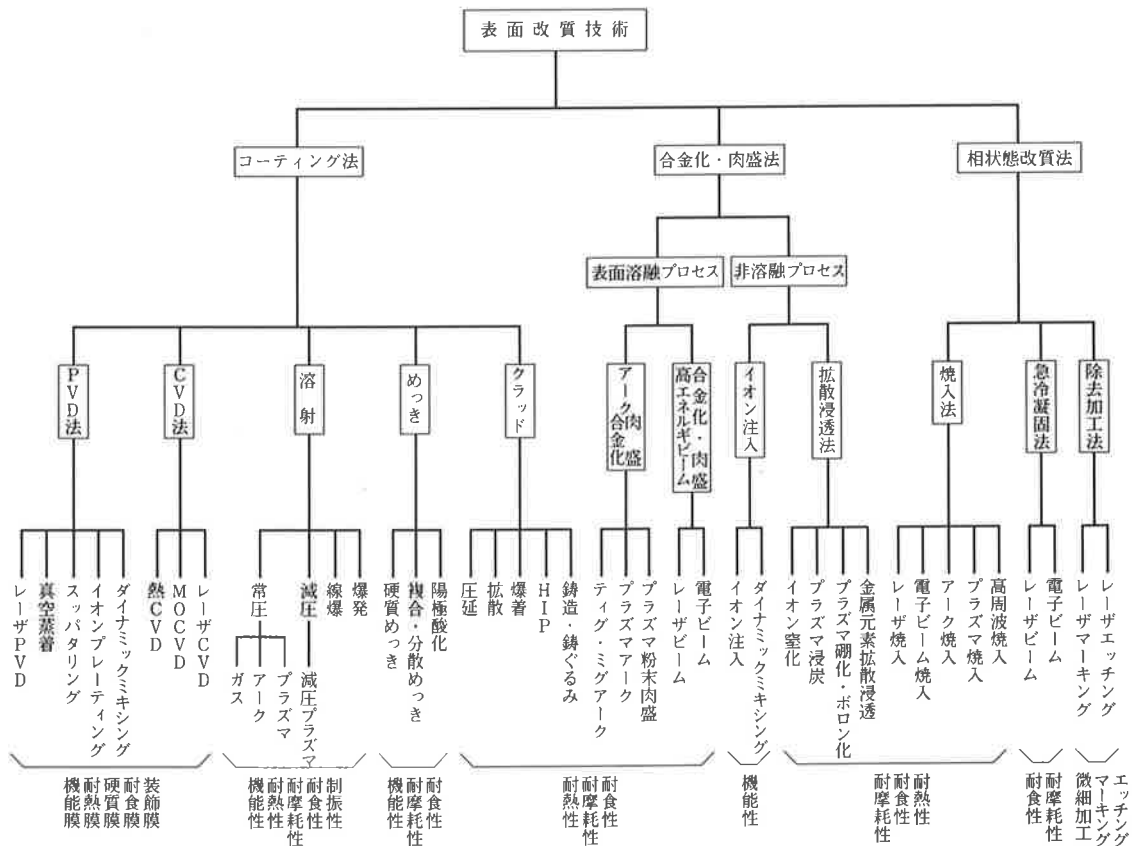 表面改質技術
コーティング法
合金化・肉盛法
相状態改質法
表面溶融プロセス
非溶融プロセス
PVD法
CVD法
溶射
めっき
クラッド
アーク肉盛
合金化
合金化・肉盛
高エネルギビーム
イオン注入
拡散浸透法
焼入法
急冷凝固法
除去加工法
レーザPVD
真空蒸着
スッパタリング
イオンプレーティング
ダイナミックミキシング
熱CVD
MOCVD
レーザCVD
常圧
減圧
線爆
爆発
ガス
アーク
プラズマ
減圧プラズマ
硬質めっき
複合・分散めっき
陽極酸化
圧延
拡散
爆着
HIP
鋳造・鋳ぐるみ
ティグ・ミグアーク
プラズマアーク
プラズマ粉末肉盛
レーザビーム
電子ビーム
イオン注入
ダイナミックミキシング
イオン窒化
プラズマ浸炭
プラズマ硼化・ボロン化
金属元素拡散浸透
レーザ焼入
電子ビーム焼入
アーク焼入
プラズマ焼入
高周波焼入
レーザビーム
電子ビーム
レーザマーキング
レーザエッチング
機能膜
耐熱膜
硬質膜
耐食膜
装飾膜
機能性
耐熱性
耐摩耗性
耐食性
制振性
機能性
耐摩耗性
耐食性
耐熱性
耐摩耗性
耐食性
機能性
耐摩耗性
耐食性
耐熱性
耐食性
耐摩耗性
微細加工
マーキング
エッチング